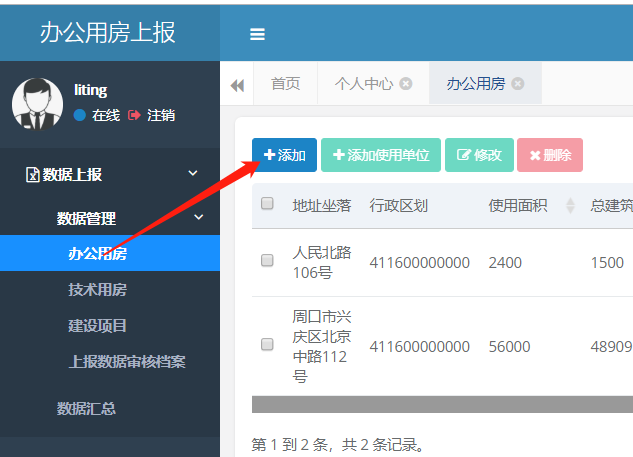 办公用房上报
liting
在线 注销
首页 个人中心 办公用房
数据上报
数据管理
办公用房
技术用房
建设项目
上报数据审核档案
数据汇总
添加 添加使用单位 修改 删除
地址坐落 行政区划 使用面积 总建筑
人民北路
106号 411600000000 2400 1500
周口市兴
庆区北京
中路112
号 411600000000 56000 48909
第 1 到 2 条，共 2 条记录。